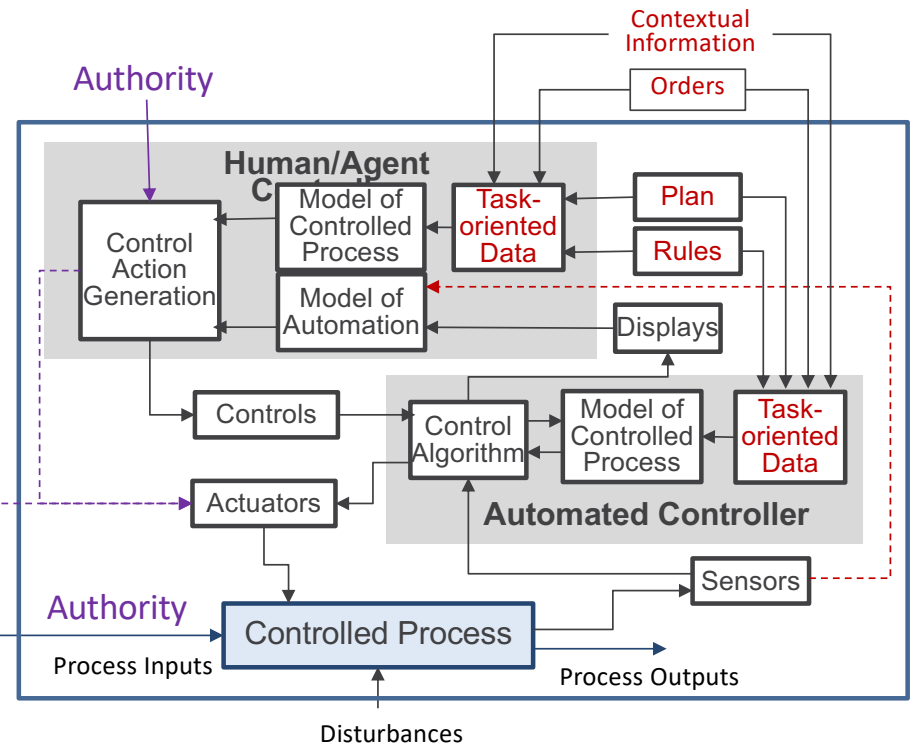 Contextual
Information
Orders
Authority
Human/Agent
Model of
Controlled
Process
Task-
oriented
Data
Plan
Rules
Control
Action
Generation
Model of
Automation
Displays
Controls
Control
Algorithm
Model of
Controlled
Process
Task-
oriented
Data
Actuators
Automated Controller
Sensors
Authority
Controlled Process
Process Inputs
Process Outputs
Disturbances